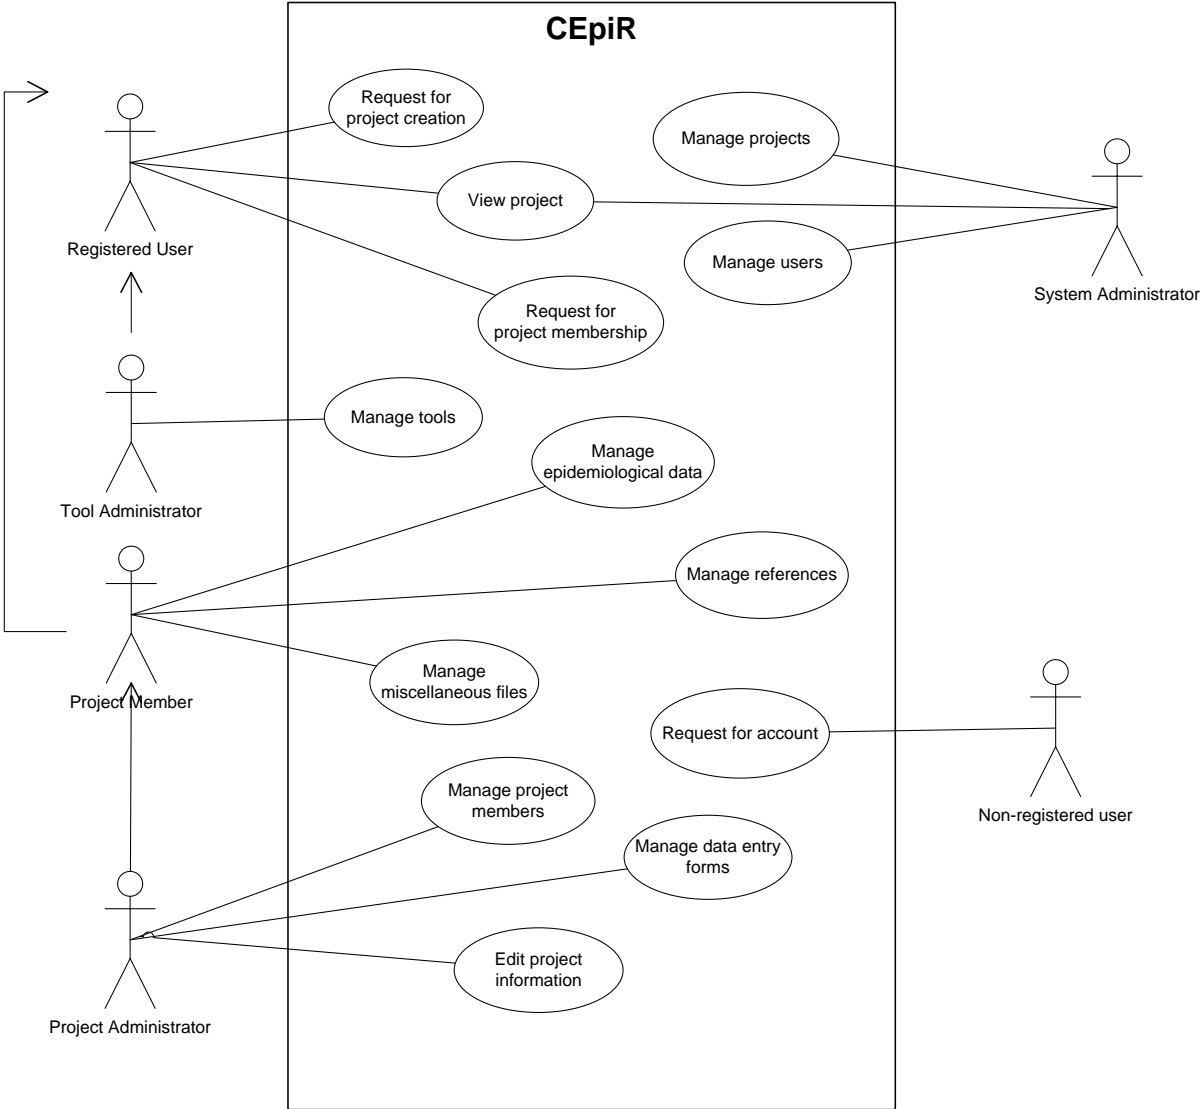 CEpiR
Request for
project creation
Manage projects
View project
Registered User
Manage users
System Administrator
Request for
project membership
Manage tools
Manage
epidemiological data
Tool Administrator
Manage references
Manage
miscellaneous files
Project Member
Request for account
Manage project
members
Non-registered user
Manage data entry
forms
Edit project
information
Project Administrator